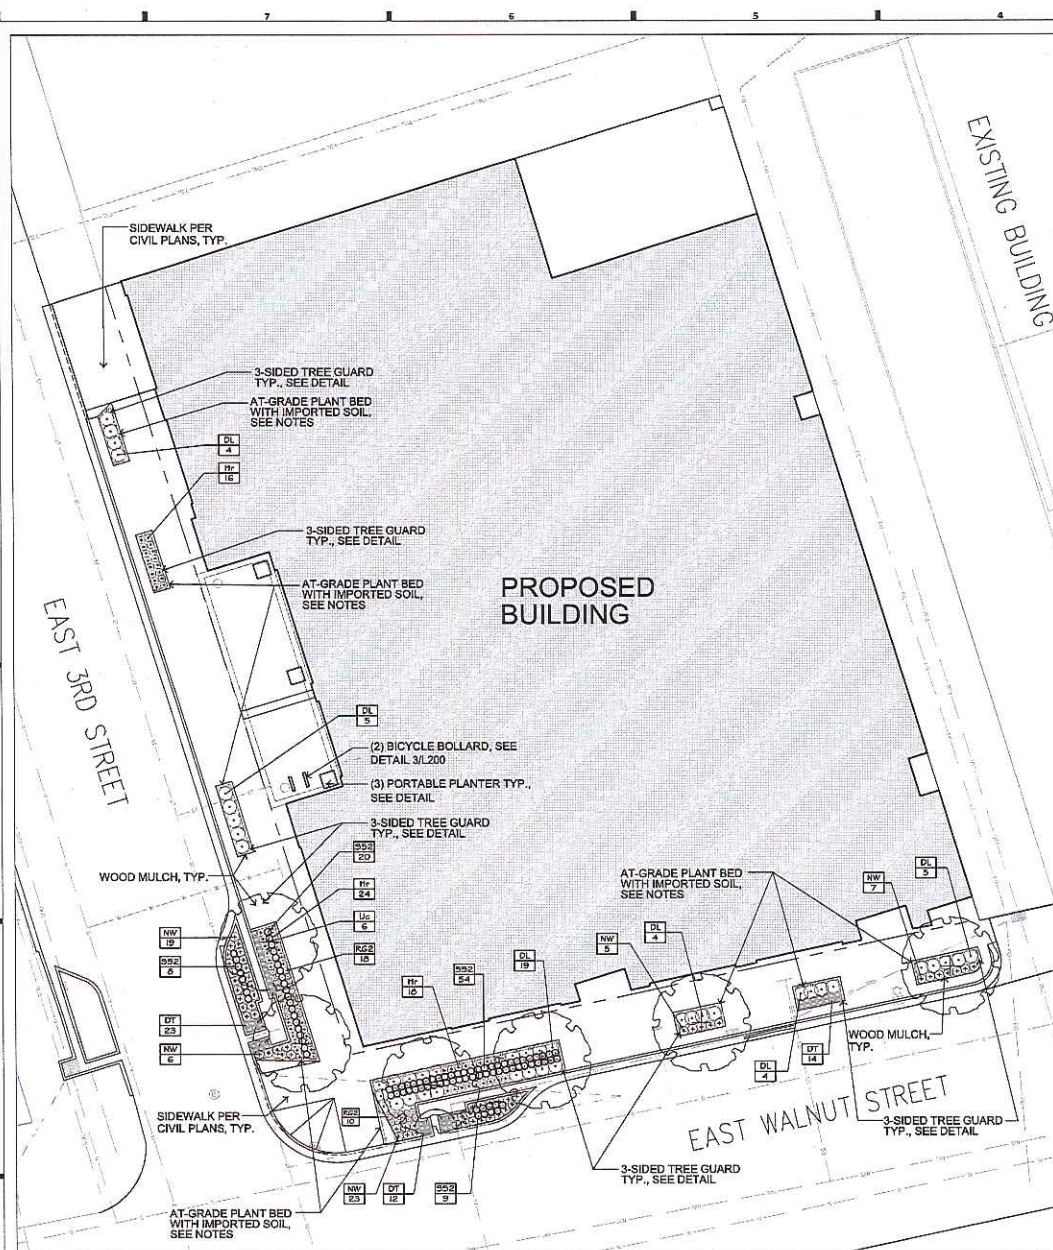 7
6
5
4
EXISTING BUILDING
SIDEWALK PER
CIVIL PLANS, TYP.
3-SIDED TREE GUARD
TYP., SEE DETAIL
AT-GRADE PLANT BED
WITH IMPORTED SOIL,
SEE NOTES
DL
4
Hr
16
3-SIDED TREE GUARD
TYP., SEE DETAIL
AT-GRADE PLANT BED
WITH IMPORTED SOIL,
SEE NOTES
PROPOSED
BUILDING
EAST 3RD STREET
DL
5
(2) BICYCLE BOLLARD, SEE
DETAIL 3/L200
(3) PORTABLE PLANTER TYP.,
SEE DETAIL
3-SIDED TREE GUARD
TYP., SEE DETAIL
SS2
20
WOOD MULCH, TYP.
Hr
24
Uc
6
RG2
18
NW
19
SS2
8
DT
23
NW
6
AT-GRADE PLANT BED
WITH IMPORTED SOIL,
SEE NOTES
NW
7
DL
5
DL
4
NW
5
DL
19
SS2
54
Hr
18
WOOD MULCH,
TYP.
DT
14
DL
4
SIDEWALK PER
CIVIL PLANS, TYP.
RG2
10
EAST WALNUT STREET
3-SIDED TREE GUARD
TYP., SEE DETAIL
3-SIDED TREE GUARD
TYP., SEE DETAIL
NW
23
DT
12
SS2
9
AT-GRADE PLANT BED
WITH IMPORTED SOIL,
SEE NOTES